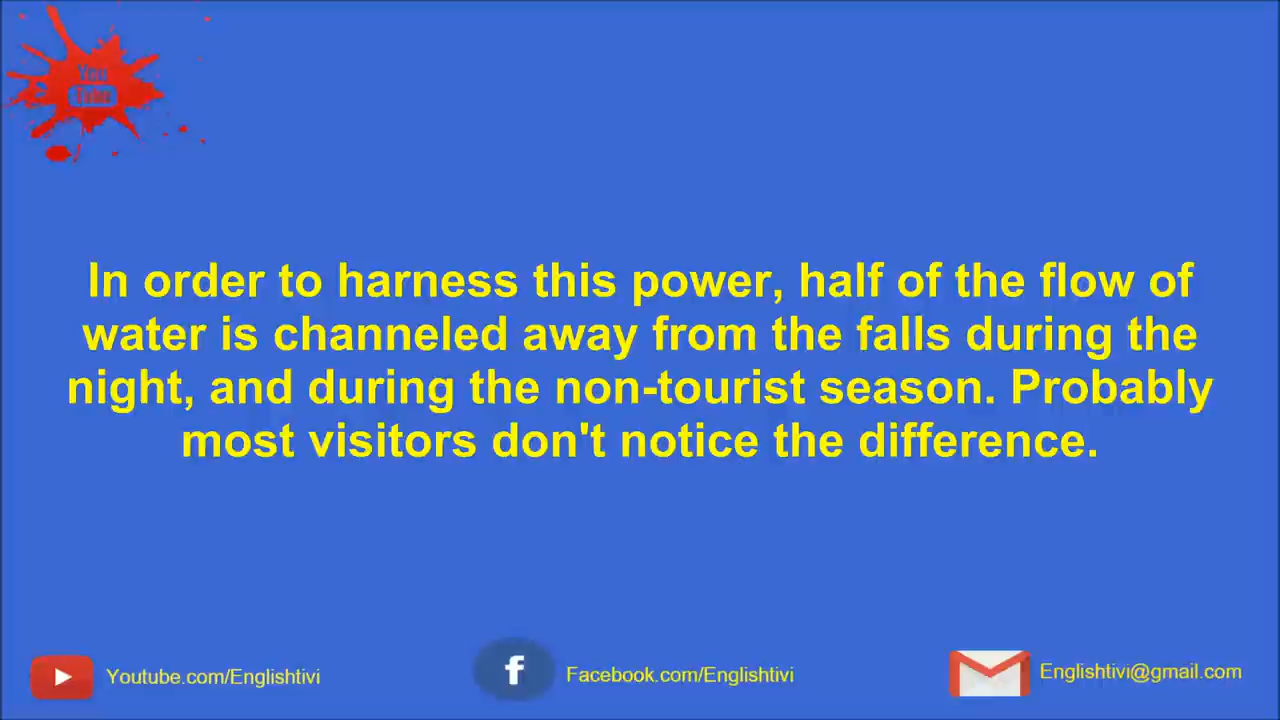 You
Tube
In order to harness this power, half of the flow of
water is channeled away from the falls during the
night, and during the non-tourist season. Probably
most visitors don't notice the difference.
Youtube.com/Englishtivi
Facebook.com/Englishtivi
Englishtivi@gmail.com